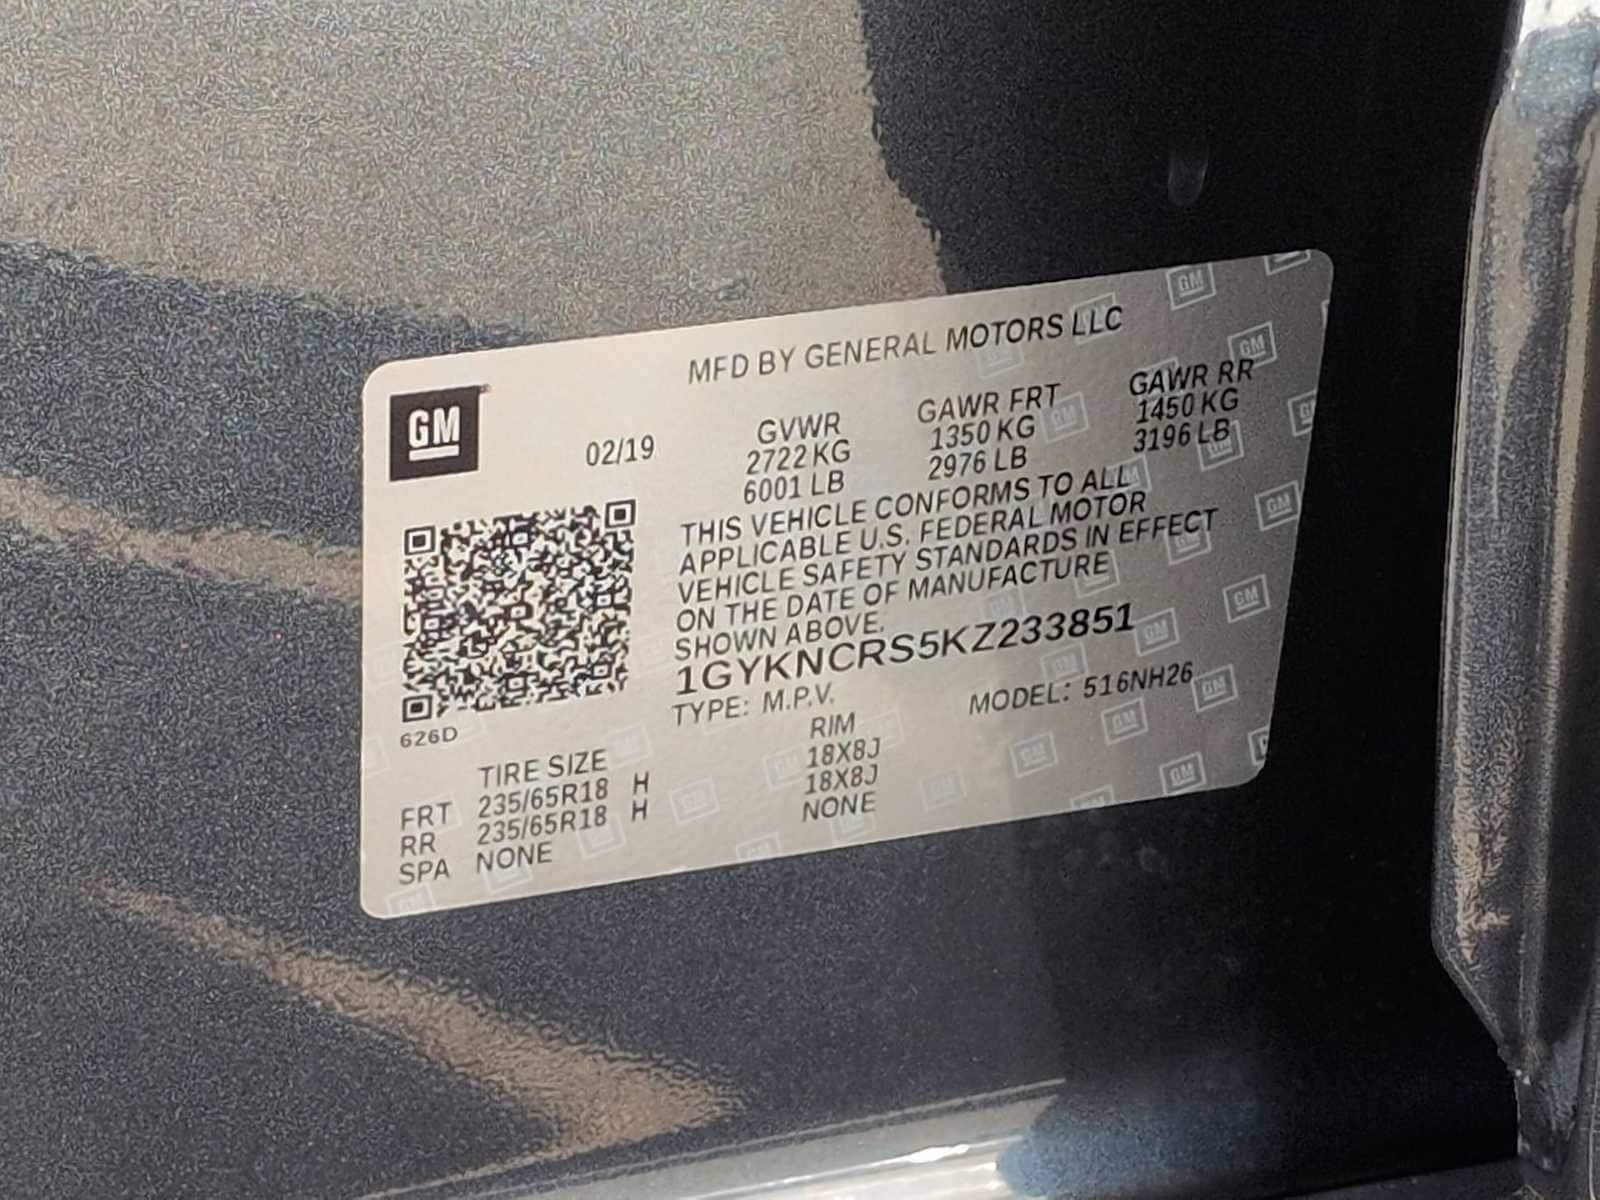 MFD BY GENERAL MOTORS LLC
GM
02/19
GVWR
2722 KG
6001 LB
GAWR FRT
1350 KG
2976 LB
GAWR RR
1450 KG
3196 LB
THIS VEHICLE CONFORMS TO ALL
APPLICABLE U.S. FEDERAL MOTOR
VEHICLE SAFETY STANDARDS IN EFFECT
ON THE DATE OF MANUFACTURE
SHOWN ABOVE.
1GYKNCRS5KZ233851
TYPE: M.P.V.
MODEL: 516NH26
626D
TIRE SIZE
RIM
FRT 235/65R18 H 18X8J
RR 235/65R18 H 18X8J
SPA NONE NONE